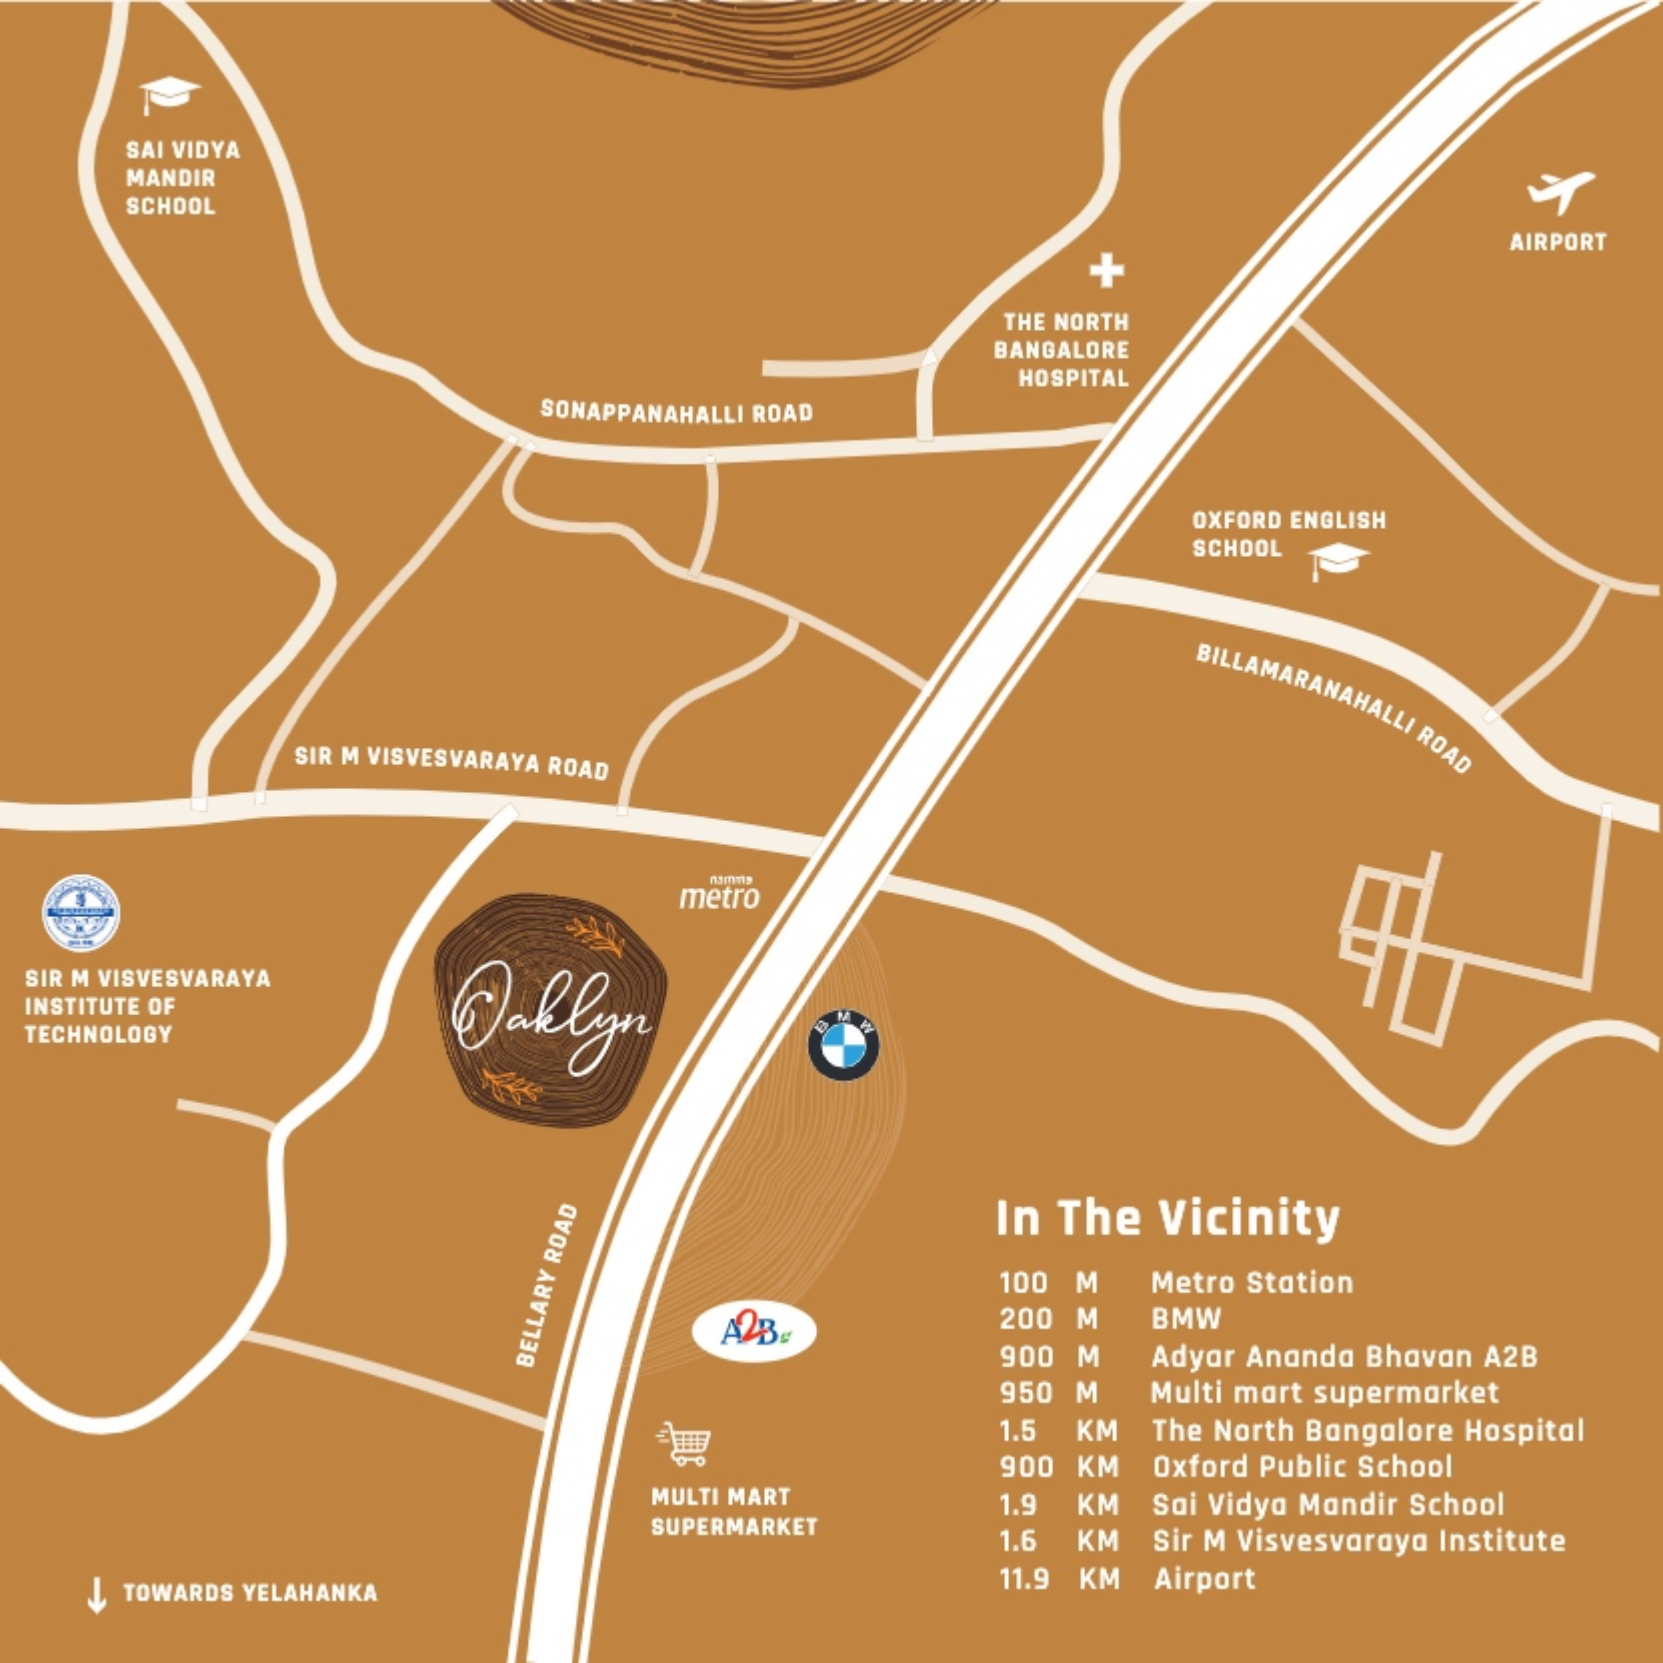 SAI VIDYA
MANDIR
SCHOOL
AIRPORT
THE NORTH
BANGALORE
HOSPITAL
SONAPPANAHALLI ROAD
OXFORD ENGLISH
SCHOOL
BILLAMARANAHALLI ROAD
SIR M VISVESVARAYA ROAD
namma
metro
SIR M VISVESVARAYA
INSTITUTE OF
TECHNOLOGY
Oaklyn
BMW
BELLARY ROAD
A2B
MULTI MART
SUPERMARKET
TOWARDS YELAHANKA
In The Vicinity
100 M Metro Station
200 M BMW
900 M Adyar Ananda Bhavan A2B
950 M Multi mart supermarket
1.5 KM The North Bangalore Hospital
900 KM Oxford Public School
1.9 KM Sai Vidya Mandir School
1.6 KM Sir M Visvesvaraya Institute
11.9 KM Airport